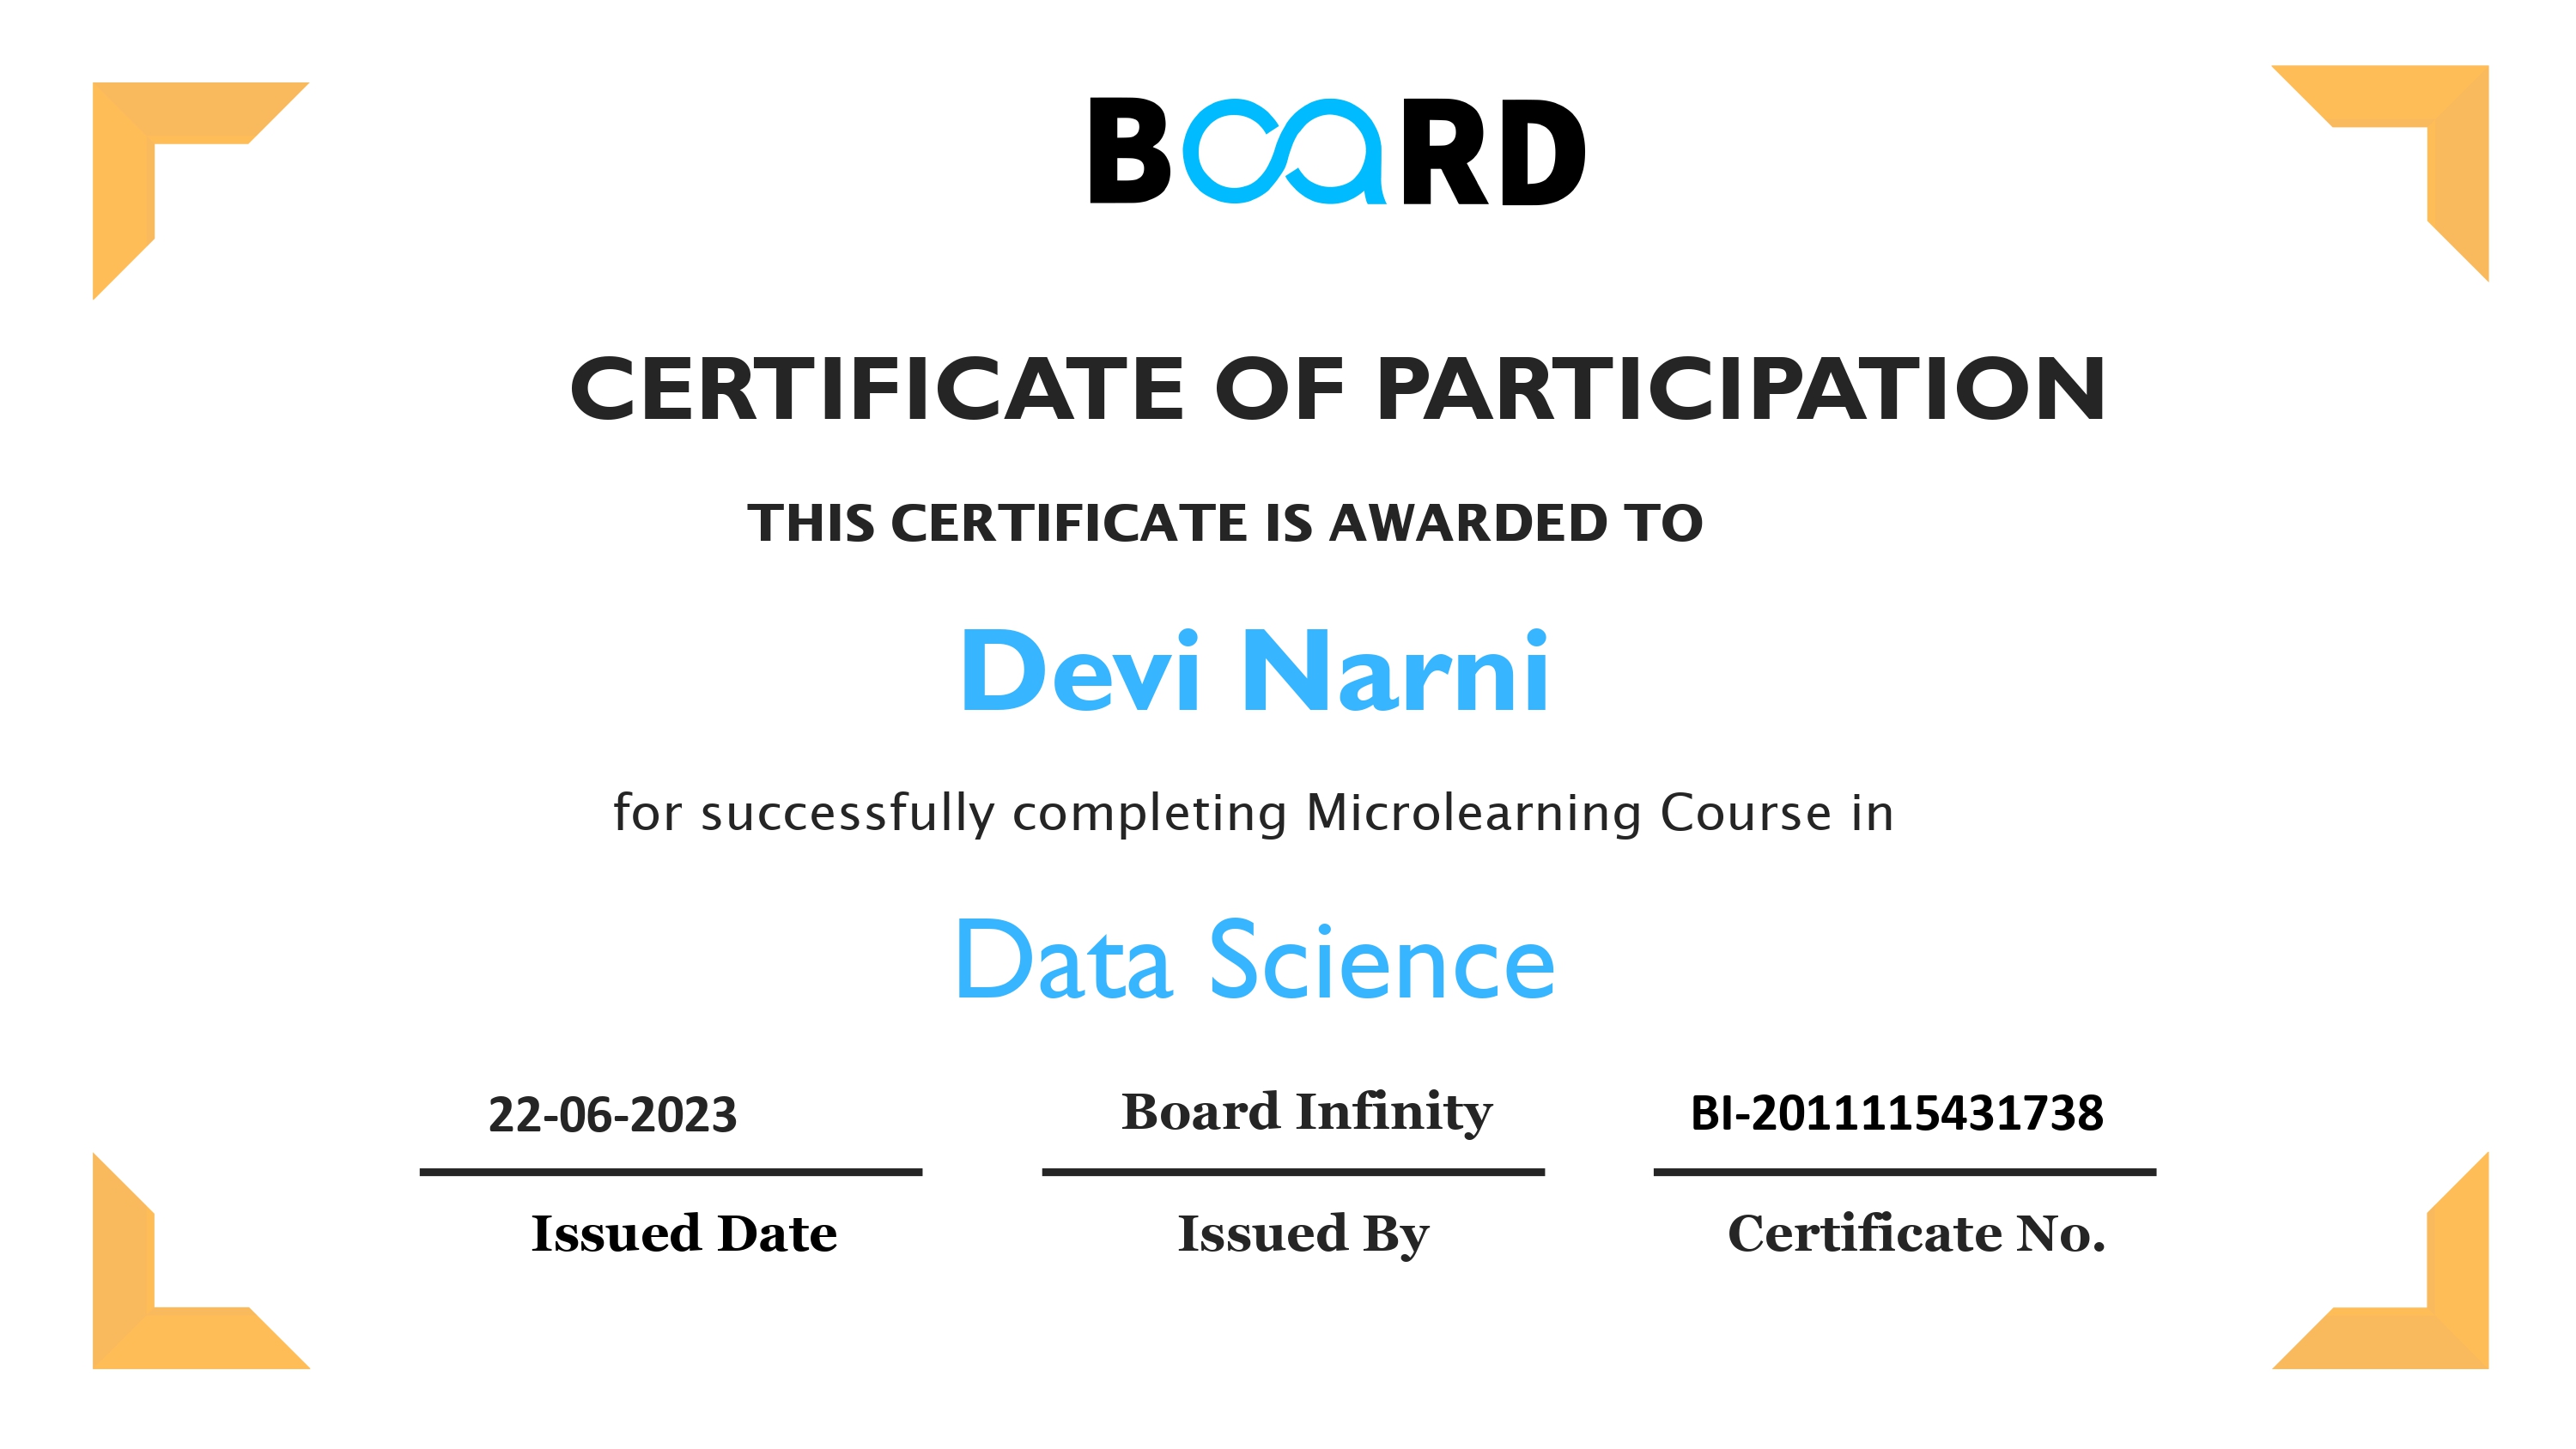 BOARD
CERTIFICATE OF PARTICIPATION
THIS CERTIFICATE IS AWARDED TO
Devi Narni
for successfully completing Microlearning Course in
Data Science
22-06-2023 Board Infinity BI-2011115431738
Issued Date Issued By Certificate No.